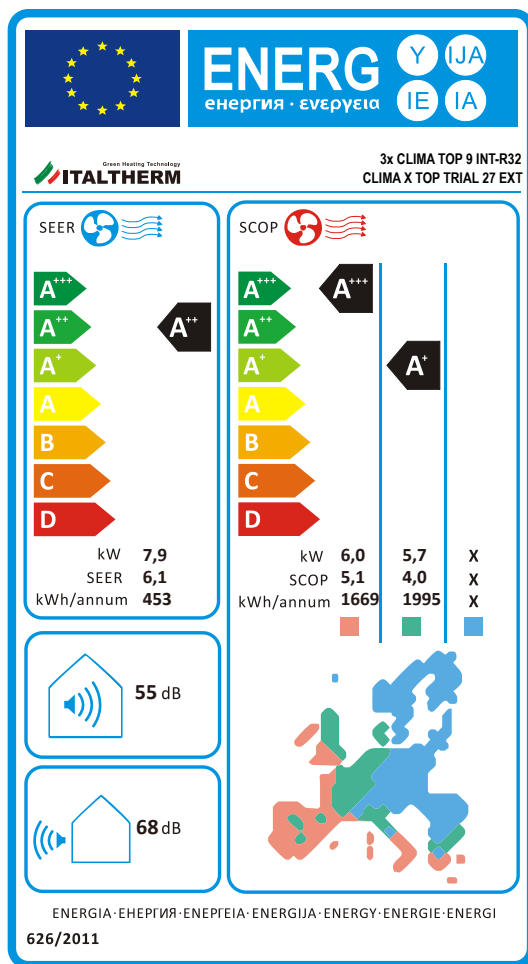 ENERG
енергия · ενεργεια
Y
IJA
IE
IA
Green Heating Technology
ITALTHERM
3x CLIMA TOP 9 INT-R32
CLIMA X TOP TRIAL 27 EXT
SEER
A+++
A++
A+
A
B
C
D
A++
kW 7,9
SEER 6,1
kWh/annum 453
SCOP
A+++
A++
A+
A
B
C
D
A+++
A+
kW 6,0 5,7 X
SCOP 5,1 4,0 X
kWh/annum 1669 1995 X
55 dB
68 dB
ENERGIA·ЕНЕРГИЯ·ΕΝΕΡΓΕΙΑ·ENERGIJA·ENERGY·ENERGIE·ENERGI
626/2011